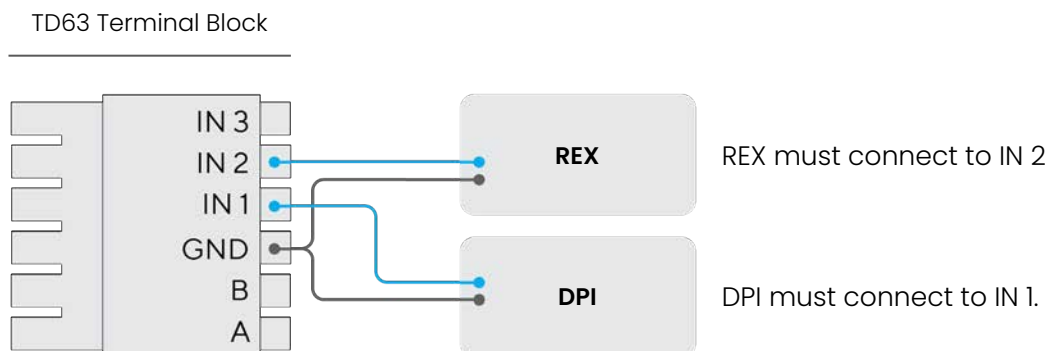 TD63 Terminal Block
IN 3
IN 2
IN 1
GND
B
A
REX
REX must connect to IN 2
DPI
DPI must connect to IN 1.